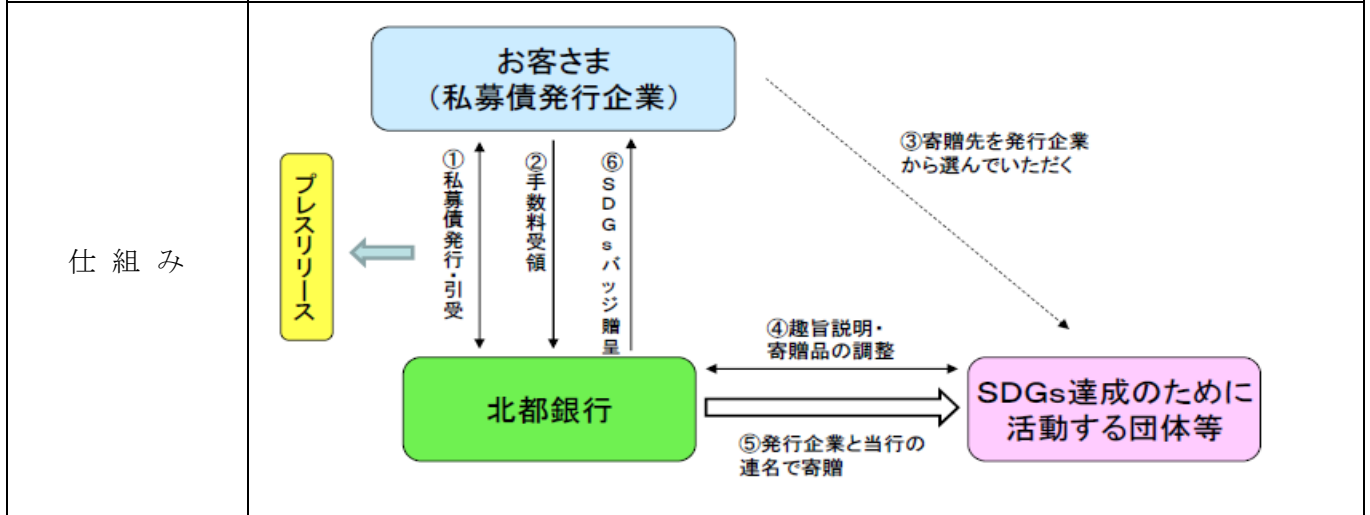 仕組み
お客さま
（私募債発行企業）
プレスリリース
①私募債発行・引受
②手数料受領
⑥SDGsバッジ贈呈
③寄贈先を発行企業
から選んでいただく
④趣旨説明・
寄贈品の調整
北都銀行
SDGs達成のために
活動する団体等
⑤発行企業と当行の
連名で寄贈